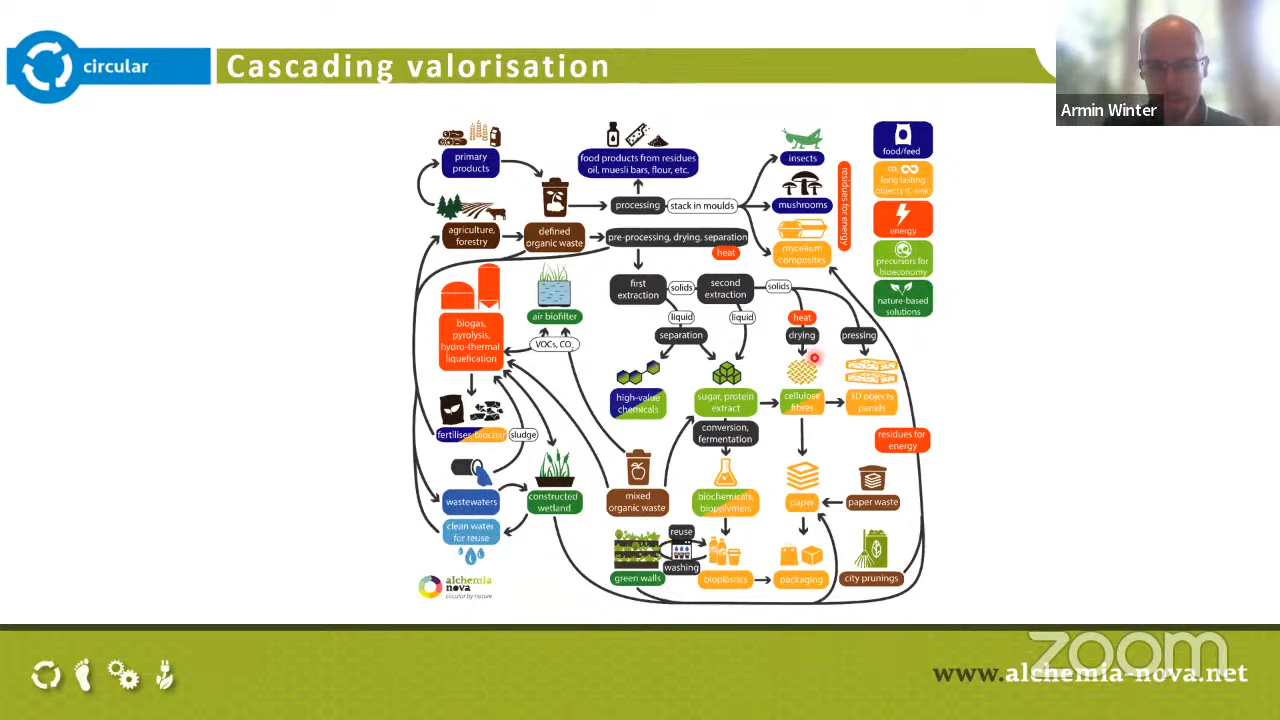 circular
Cascading valorisation
Armin Winter
primary
products
food products from residues
oil, muesli bars, flour, etc.
insects
food/feed
processing
stack in moulds
mushrooms
residues for energy
CO₂
long lasting
objects (C-sink)
agriculture,
forestry
defined
organic waste
pre-processing, drying, separation
heat
mycelium
composites
energy
precursors for
bioeconomy
first
extraction
solids
second
extraction
solids
nature-based
solutions
air biofilter
liquid
liquid
heat
biogas,
pyrolysis,
hydro-thermal
liquefication
VOCs, CO₂
separation
drying
pressing
high-value
chemicals
sugar, protein
extract
cellulose
fibres
3D objects
panels
fertiliser, biochar
sludge
conversion,
fermentation
residues for
energy
wastewaters
constructed
wetland
mixed
organic waste
biochemicals,
biopolymers
paper
paper waste
clean water
for reuse
reuse
washing
green walls
bioplastics
packaging
city prunings
alchemia
nova
circular by nature
zoom
www.alchemia-nova.net